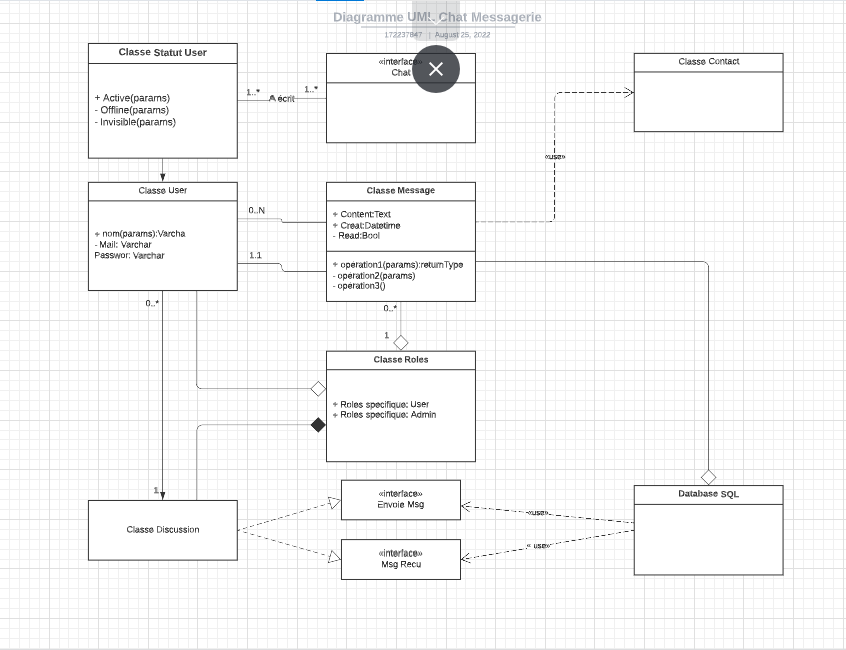 Diagramme UML Chat Messagerie
172237847 | August 25, 2022
Classe Statut User
+ Active(params)
- Offline(params)
- Invisible(params)
1..*
A écrit
1..*
«interface»
Chat
Classe Contact
«use»
Classe User
+ nom(params):Varcha
- Mail: Varchar
Passwor: Varchar
0..N
1..1
Classe Message
+ Content:Text
+ Creat:Datetime
- Read:Bool
+ operation1(params):returnType
- operation2(params)
- operation3()
0..*
0..*
1
Classe Roles
+ Roles specifique: User
+ Roles specifique: Admin
1
Classe Discussion
«interface»
Envoie Msg
«interface»
Msg Recu
«use»
« use»
Database SQL